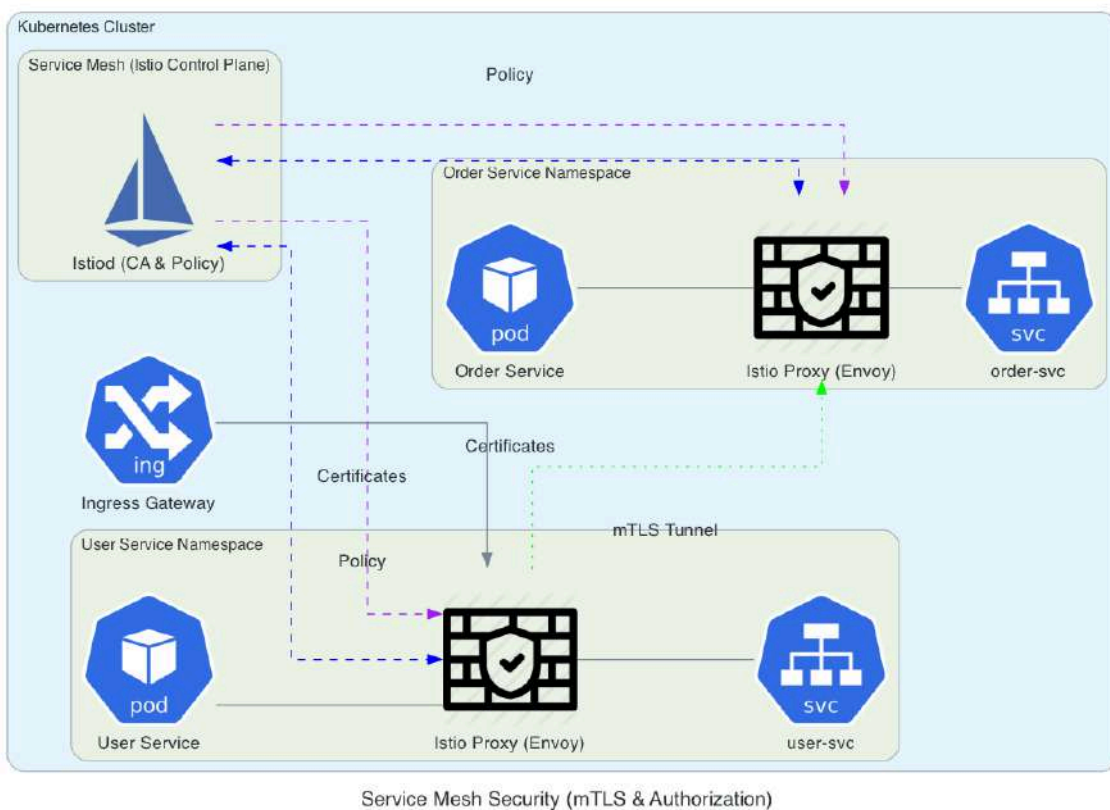 Kubernetes Cluster
Service Mesh (Istio Control Plane)
Policy
Istiod (CA & Policy)
Order Service Namespace
pod
svc
Order Service
Istio Proxy (Envoy)
order-svc
ing
Ingress Gateway
Certificates
Certificates
mTLS Tunnel
User Service Namespace
Policy
pod
svc
User Service
Istio Proxy (Envoy)
user-svc
Service Mesh Security (mTLS & Authorization)